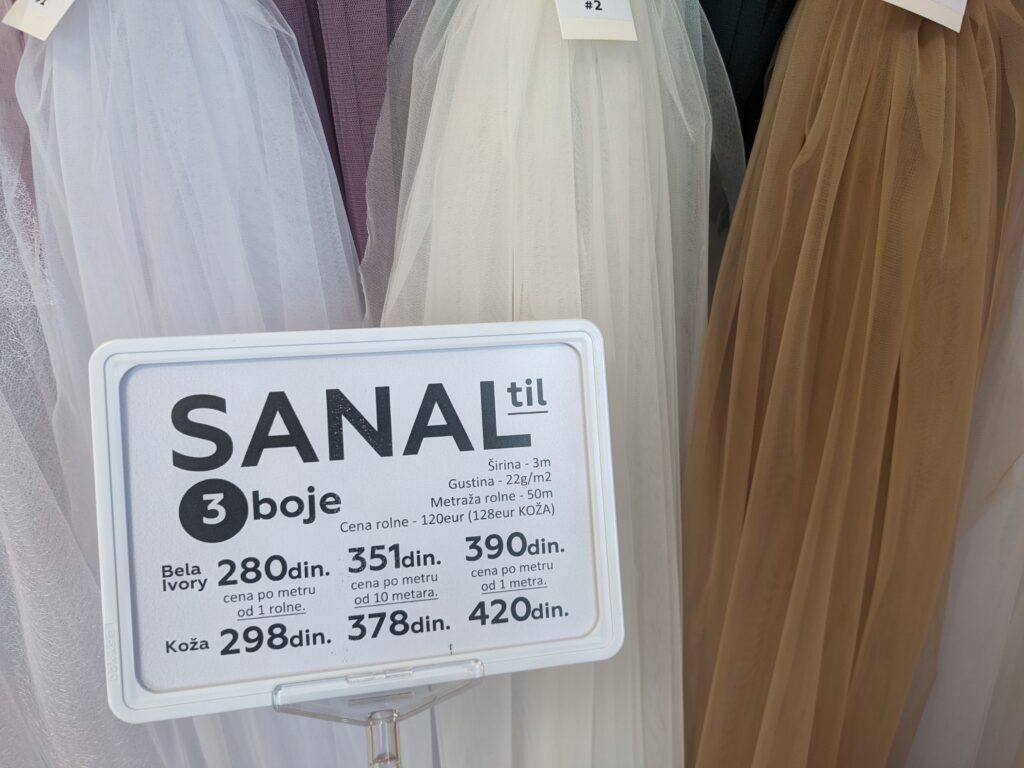 #2
SANAL til
3 boje
Širina - 3m
Gustina - 22g/m2
Metraža rolne - 50m
Cena rolne - 120eur (128eur KOŽA)
Bela Ivory 280din. 351din. 390din.
cena po metru od 1 rolne. cena po metru od 10 metara. cena po metru od 1 metra.
Koža 298din. 378din. 420din.